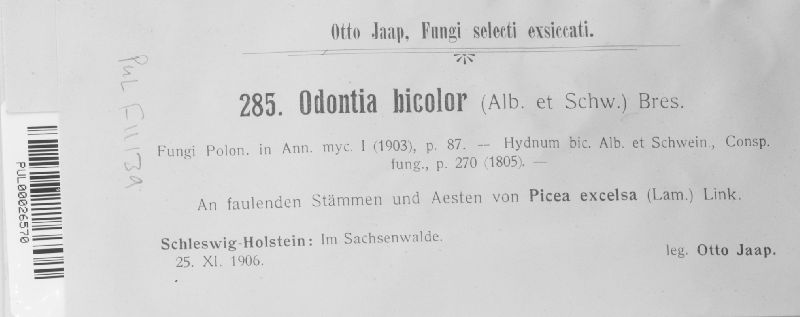 Otto Jaap, Fungi selecti exsiccati.
285. Odontia bicolor (Alb. et Schw.) Bres.
Fungi Polon. in Ann. myc. I (1903), p. 87. — Hydnum bic. Alb. et Schwein., Consp.
fung., p. 270 (1805). —
An faulenden Stämmen und Aesten von Picea excelsa (Lam.) Link.
Schleswig-Holstein: Im Sachsenwalde.
25. XI. 1906.
leg. Otto Jaap.
PUL F11139
PUL00026570